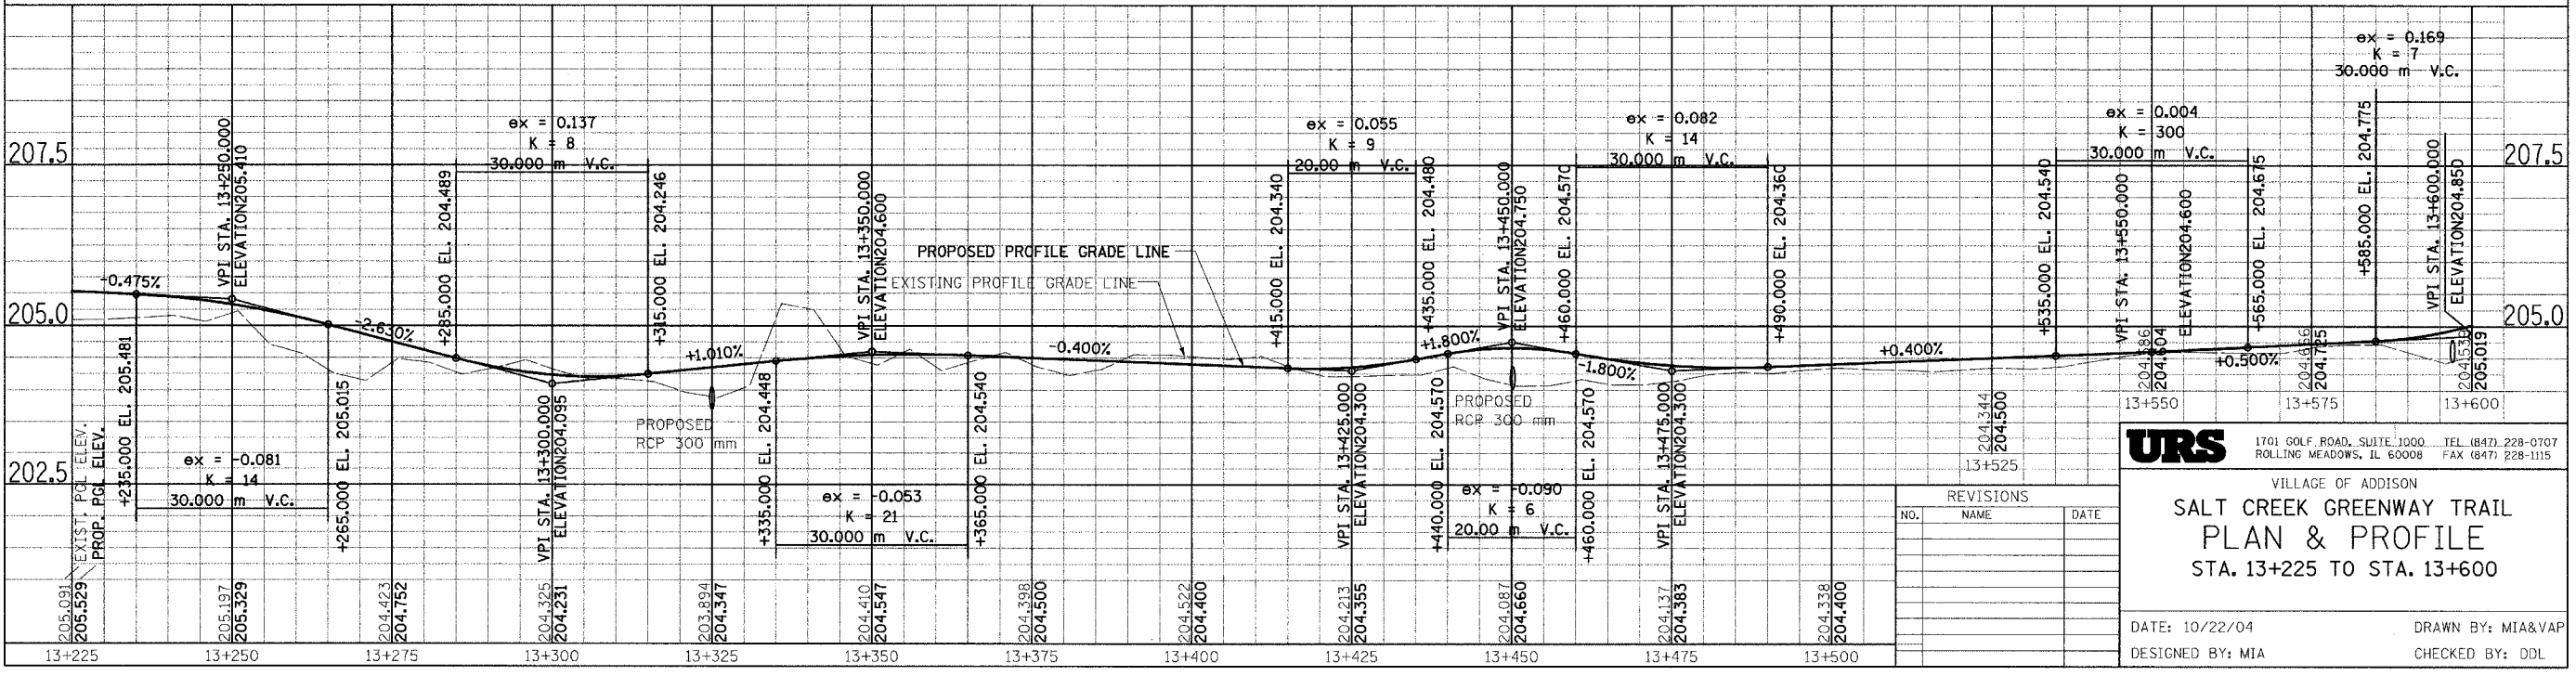 ex = 0.169
K = 7
30.000 m V.C.
ex = 0.137
K = 8
30.000 m V.C.
ex = 0.055
K = 9
20.00 m V.C.
ex = 0.082
K = 14
30.000 m V.C.
ex = 0.004
K = 300
30.000 m V.C.
207.5
207.5
VPI STA. 13+250.000
ELEVATION205.410
+285.000 EL. 204.489
+315.000 EL. 204.246
VPI STA. 13+350.000
ELEVATION204.600
+415.000 EL. 204.340
+435.000 EL. 204.480
VPI STA. 13+450.000
ELEVATION204.750
+460.000 EL. 204.570
+490.000 EL. 204.360
+535.000 EL. 204.540
VPI STA. 13+550.000
ELEVATION204.600
+565.000 EL. 204.675
+585.000 EL. 204.775
VPI STA. 13+600.000
ELEVATION204.850
PROPOSED PROFILE GRADE LINE
EXISTING PROFILE GRADE LINE
205.0
205.0
-0.475%
-2.630%
+1.010%
-0.400%
+1.800%
-1.800%
+0.400%
+0.500%
204.604
204.725
205.019
13+550
13+575
13+600
204.344
204.500
13+525
PROPOSED
RCP 300 mm
PROPOSED
RCP 300 mm
202.5
EXIST. PGL ELEV.
PROP. PGL ELEV.
+235.000 EL. 205.481
ex = -0.081
K = 14
30.000 m V.C.
+265.000 EL. 205.015
VPI STA. 13+300.000
ELEVATION204.095
+335.000 EL. 204.448
ex = -0.053
K = 21
30.000 m V.C.
+365.000 EL. 204.540
VPI STA. 13+425.000
ELEVATION204.300
+440.000 EL. 204.570
ex = -0.090
K = 6
20.00 m V.C.
+460.000 EL. 204.570
VPI STA. 13+475.000
ELEVATION204.300
205.091
205.529
205.197
205.329
204.423
204.752
204.325
204.231
203.894
204.347
204.410
204.547
204.398
204.500
204.522
204.400
204.213
204.355
204.087
204.660
204.137
204.383
204.338
204.400
13+225
13+250
13+275
13+300
13+325
13+350
13+375
13+400
13+425
13+450
13+475
13+500
REVISIONS
NO. NAME DATE
URS
1701 GOLF ROAD, SUITE 1000 TEL (847) 228-0707
ROLLING MEADOWS, IL 60008 FAX (847) 228-1115
VILLAGE OF ADDISON
SALT CREEK GREENWAY TRAIL
PLAN & PROFILE
STA. 13+225 TO STA. 13+600
DATE: 10/22/04 DRAWN BY: MIA&VAP
DESIGNED BY: MIA CHECKED BY: DDL